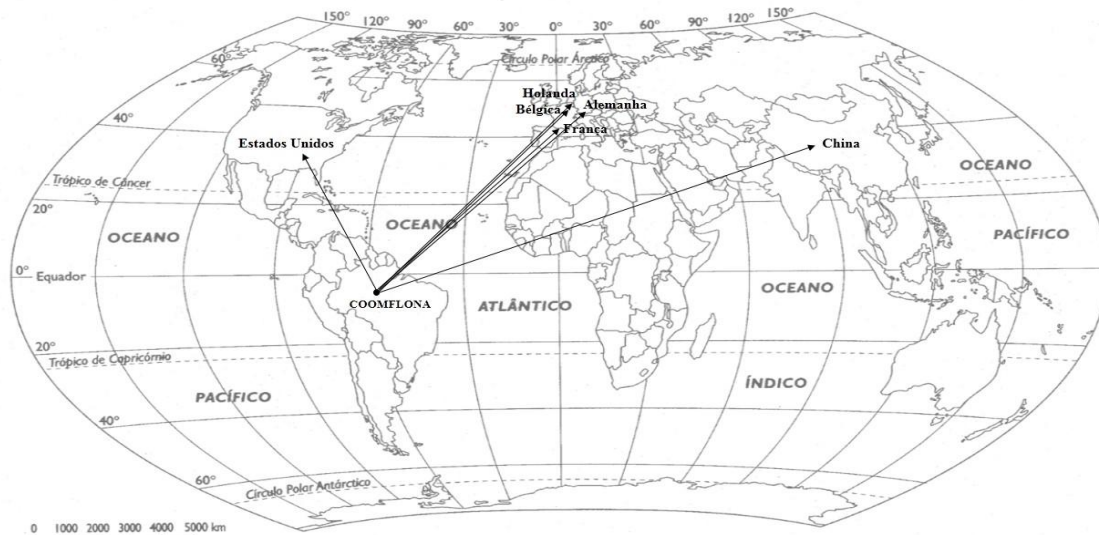 150° 120° 90° 60° 30° 0° 30° 60° 90° 120° 150°
60°
Círculo Polar Árctico
Holanda
Bélgica
Alemanha
França
40°
Estados Unidos
China
OCEANO
Trópico de Câncer
20°
OCEANO
OCEANO
PACÍFICO
0° Equador
COOMFLONA
ATLÂNTICO
OCEANO
20°
Trópico de Capricórnio
PACÍFICO
ÍNDICO
40°
60°
Círculo Polar Antárctico
0 1000 2000 3000 4000 5000 km